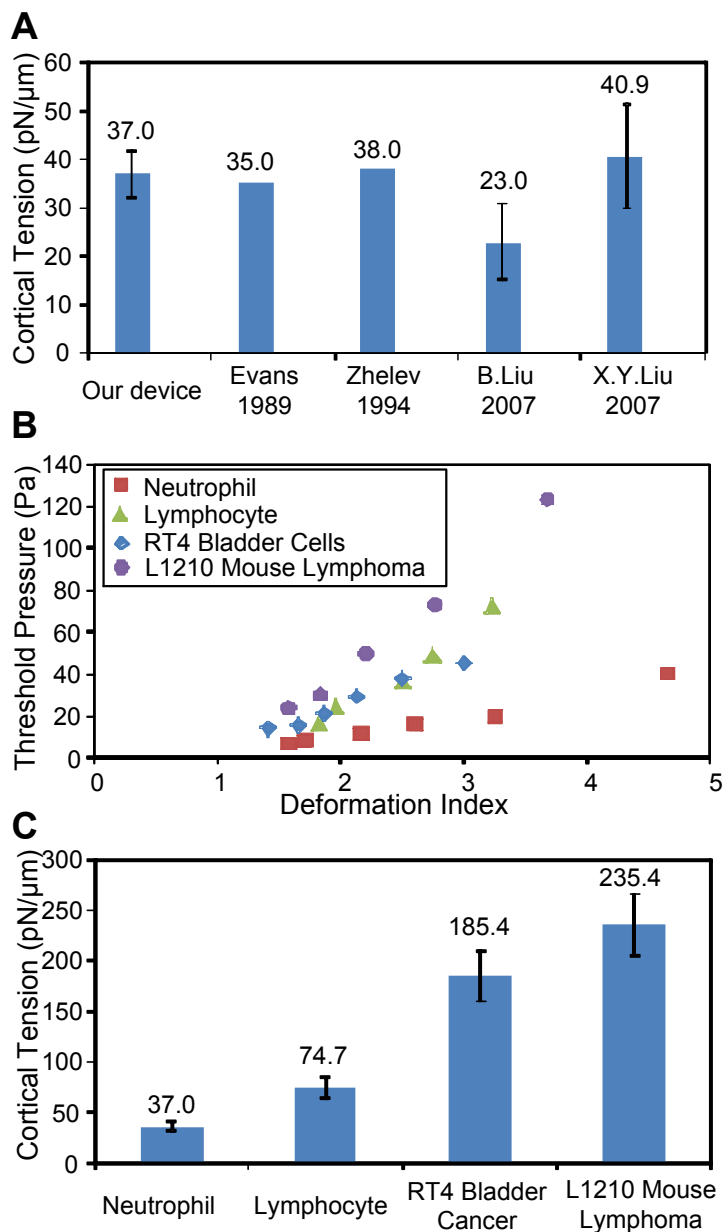 A
Cortical Tension (pN/µm)
60
50
40
30
20
10
0
37.0
35.0
38.0
23.0
40.9
Our device
Evans
1989
Zhelev
1994
B.Liu
2007
X.Y.Liu
2007
B
Threshold Pressure (Pa)
140
120
100
80
60
40
20
0
Neutrophil
Lymphocyte
RT4 Bladder Cells
L1210 Mouse Lymphoma
0 1 2 3 4 5
Deformation Index
C
Cortical Tension (pN/µm)
300
250
200
150
100
50
0
37.0
74.7
185.4
235.4
Neutrophil
Lymphocyte
RT4 Bladder
Cancer
L1210 Mouse
Lymphoma